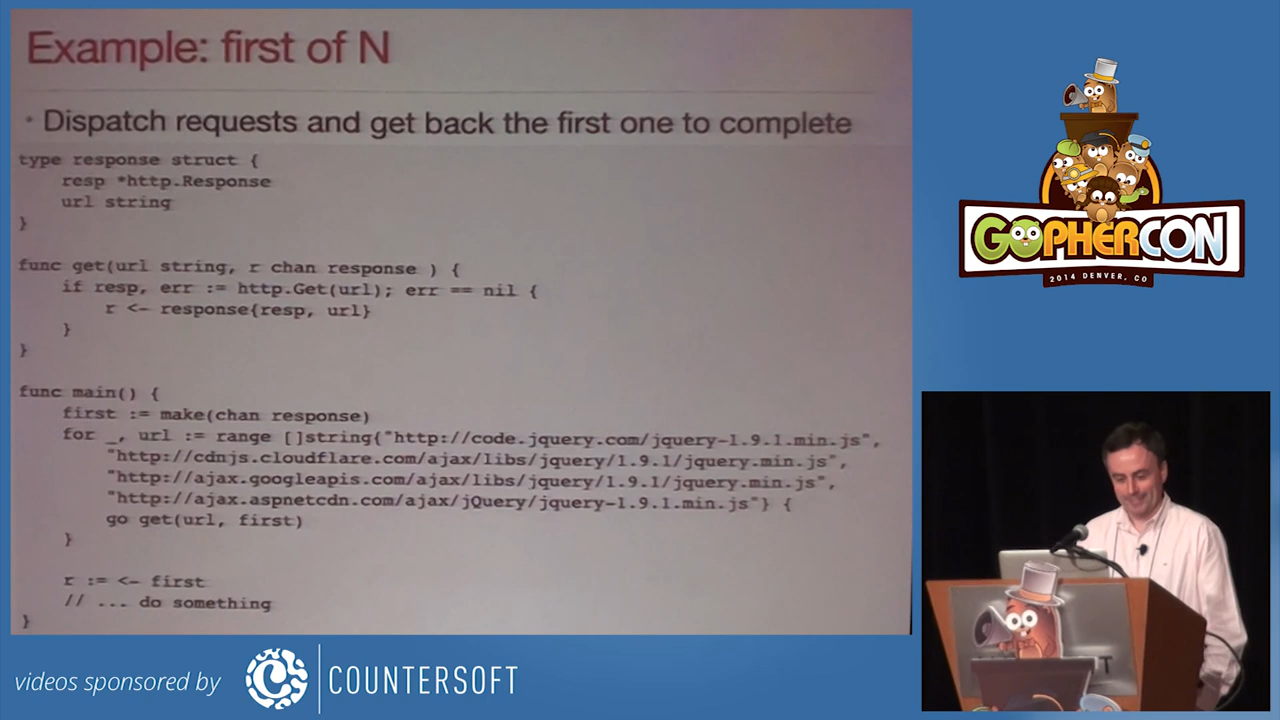 Example: first of N
• Dispatch requests and get back the first one to complete
type response struct {
    resp *http.Response
    url string
}
func get(url string, r chan response ) {
    if resp, err := http.Get(url); err == nil {
        r <- response{resp, url}
    }
}
func main() {
    first := make(chan response)
    for _, url := range []string{"http://code.jquery.com/jquery-1.9.1.min.js",
        "http://cdnjs.cloudflare.com/ajax/libs/jquery/1.9.1/jquery.min.js",
        "http://ajax.googleapis.com/ajax/libs/jquery/1.9.1/jquery.min.js",
        "http://ajax.aspnetcdn.com/ajax/jQuery/jquery-1.9.1.min.js"} {
        go get(url, first)
    }
    r := <- first
    // ... do something
}
GOPHERCON
2014 DENVER, CO
videos sponsored by
COUNTERSOFT